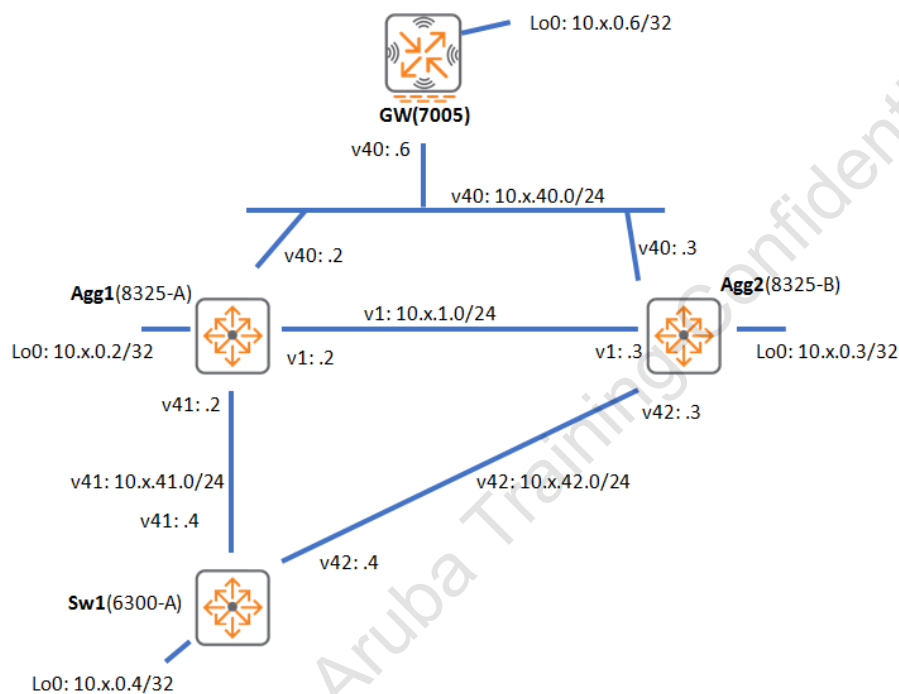 Lo0: 10.x.0.6/32
GW(7005)
v40: .6
v40: 10.x.40.0/24
v40: .2
v40: .3
Agg1(8325-A)
Agg2(8325-B)
v1: 10.x.1.0/24
Lo0: 10.x.0.2/32
v1: .2
v1: .3
Lo0: 10.x.0.3/32
v41: .2
v42: .3
v41: 10.x.41.0/24
v42: 10.x.42.0/24
v41: .4
v42: .4
Sw1(6300-A)
Lo0: 10.x.0.4/32
Aruba Training Confidenti